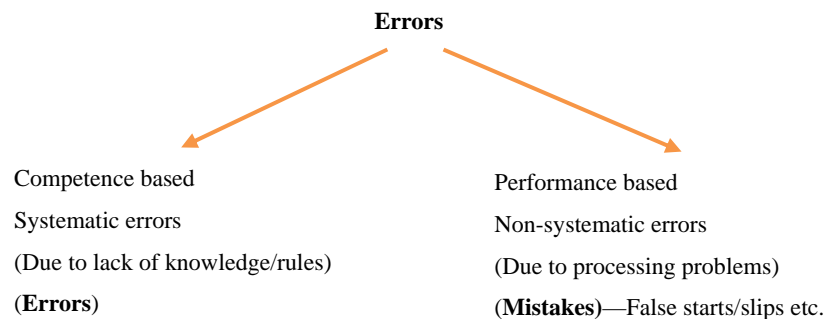 Errors
Competence based
Systematic errors
(Due to lack of knowledge/rules)
(Errors)
Performance based
Non-systematic errors
(Due to processing problems)
(Mistakes)—False starts/slips etc.